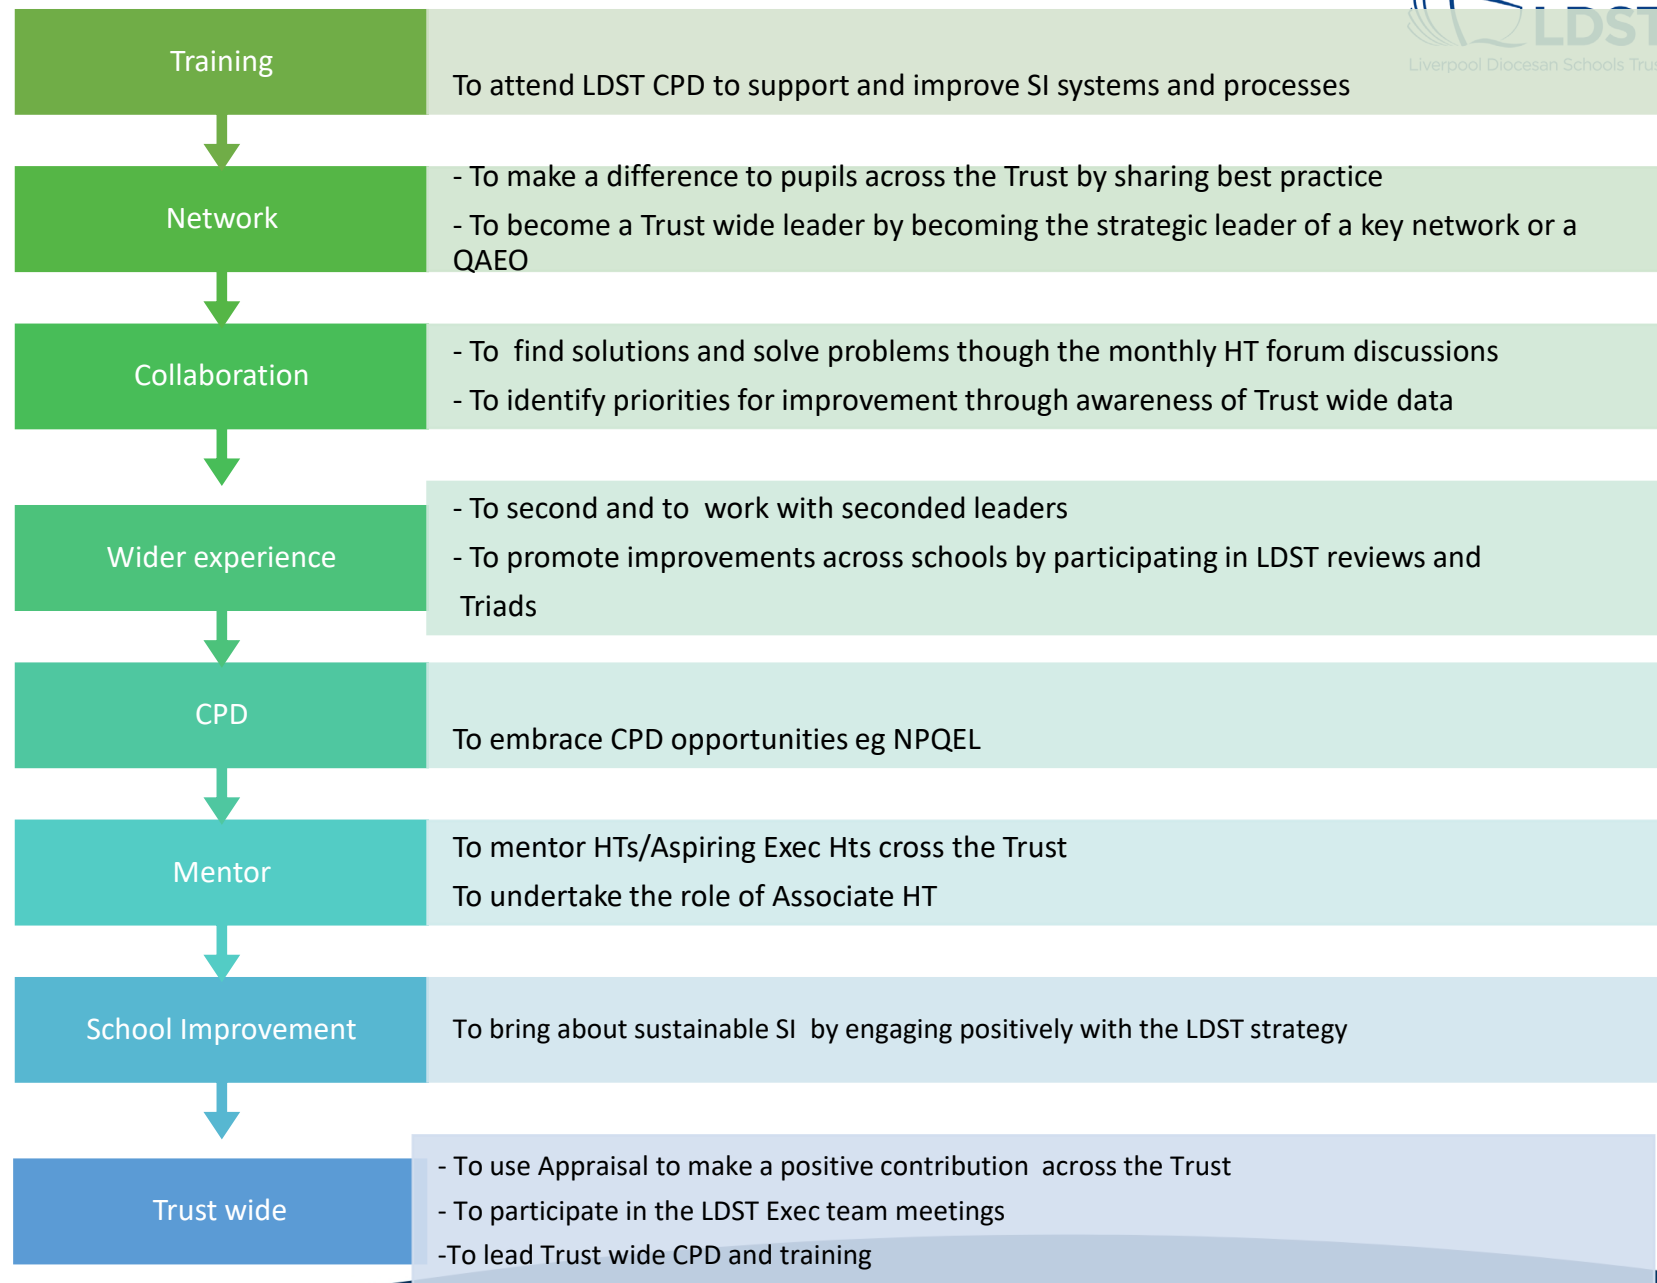 LDST
Liverpool Diocesan Schools Trus
Training
To attend LDST CPD to support and improve SI systems and processes
Network
- To make a difference to pupils across the Trust by sharing best practice
- To become a Trust wide leader by becoming the strategic leader of a key network or a
QAEO
Collaboration
- To  find solutions and solve problems though the monthly HT forum discussions
- To identify priorities for improvement through awareness of Trust wide data
Wider experience
- To second and to  work with seconded leaders
- To promote improvements across schools by participating in LDST reviews and
Triads
CPD
To embrace CPD opportunities eg NPQEL
Mentor
To mentor HTs/Aspiring Exec Hts cross the Trust
To undertake the role of Associate HT
School Improvement
To bring about sustainable SI  by engaging positively with the LDST strategy
Trust wide
- To use Appraisal to make a positive contribution  across the Trust
- To participate in the LDST Exec team meetings
-To lead Trust wide CPD and training